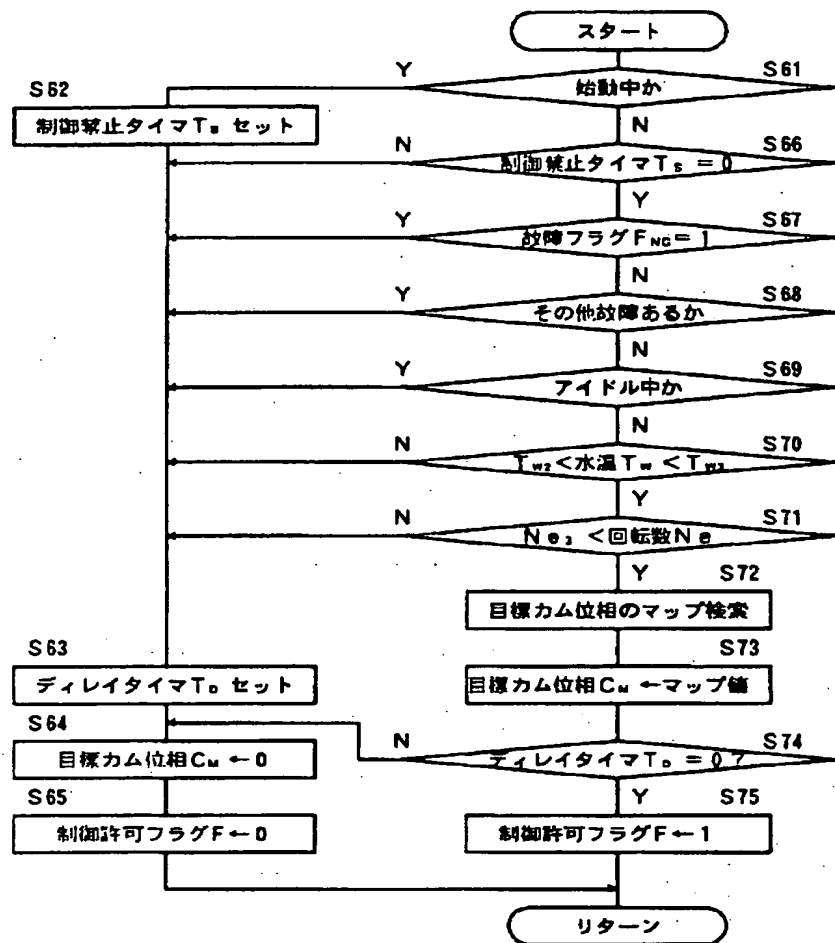 スタート
S61
始動中か
Y
N
S62
制御禁止タイマTs セット
S66
制御禁止タイマTs=0
N
Y
S67
故障フラグFNG=1
Y
N
S68
その他故障あるか
Y
N
S69
アイドル中か
Y
N
S70
Tw2<水温Tw<Tw3
N
Y
S71
Ne3<回転数Ne
N
Y
S72
目標カム位相のマップ検索
S73
目標カム位相CM←マップ値
S63
ディレイタイマTD セット
S74
ディレイタイマTD=0?
N
Y
S64
目標カム位相CM←0
S75
制御許可フラグF←1
S65
制御許可フラグF←0
リターン